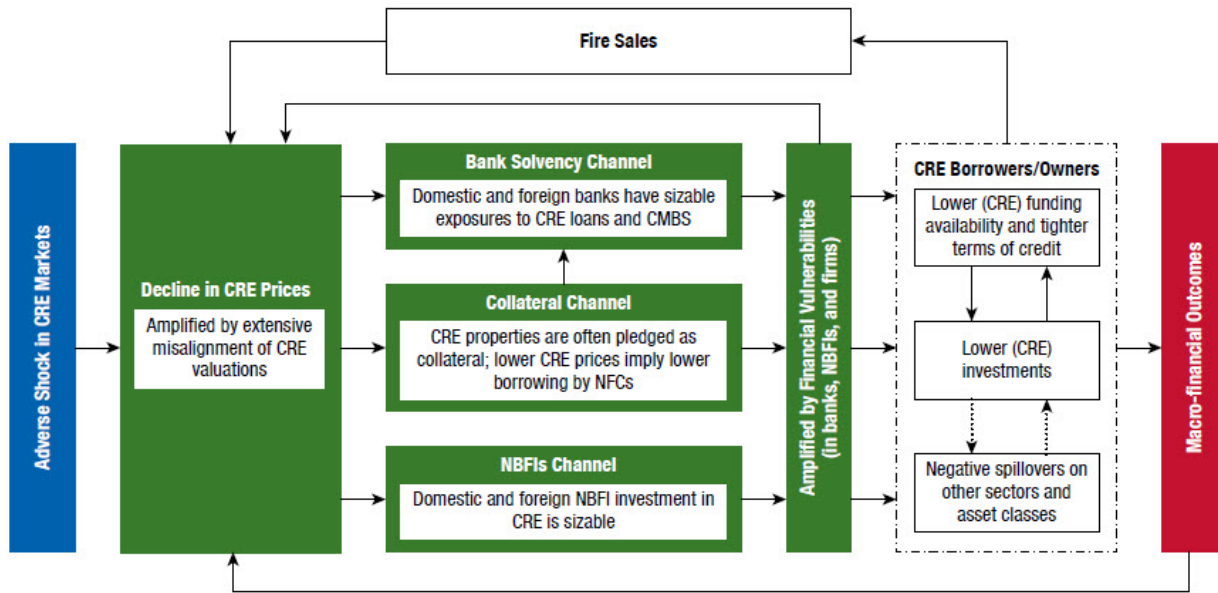 Fire Sales
Adverse Shock in CRE Markets
Decline in CRE Prices
Amplified by extensive
misalignment of CRE
valuations
Bank Solvency Channel
Domestic and foreign banks have sizable
exposures to CRE loans and CMBS
Collateral Channel
CRE properties are often pledged as
collateral; lower CRE prices imply lower
borrowing by NFCs
NBFIs Channel
Domestic and foreign NBFI investment in
CRE is sizable
Amplified by Financial Vulnerabilities
(in banks, NBFIs, and firms)
CRE Borrowers/Owners
Lower (CRE) funding
availability and tighter
terms of credit
Lower (CRE)
investments
Negative spillovers on
other sectors and
asset classes
Macro-financial Outcomes